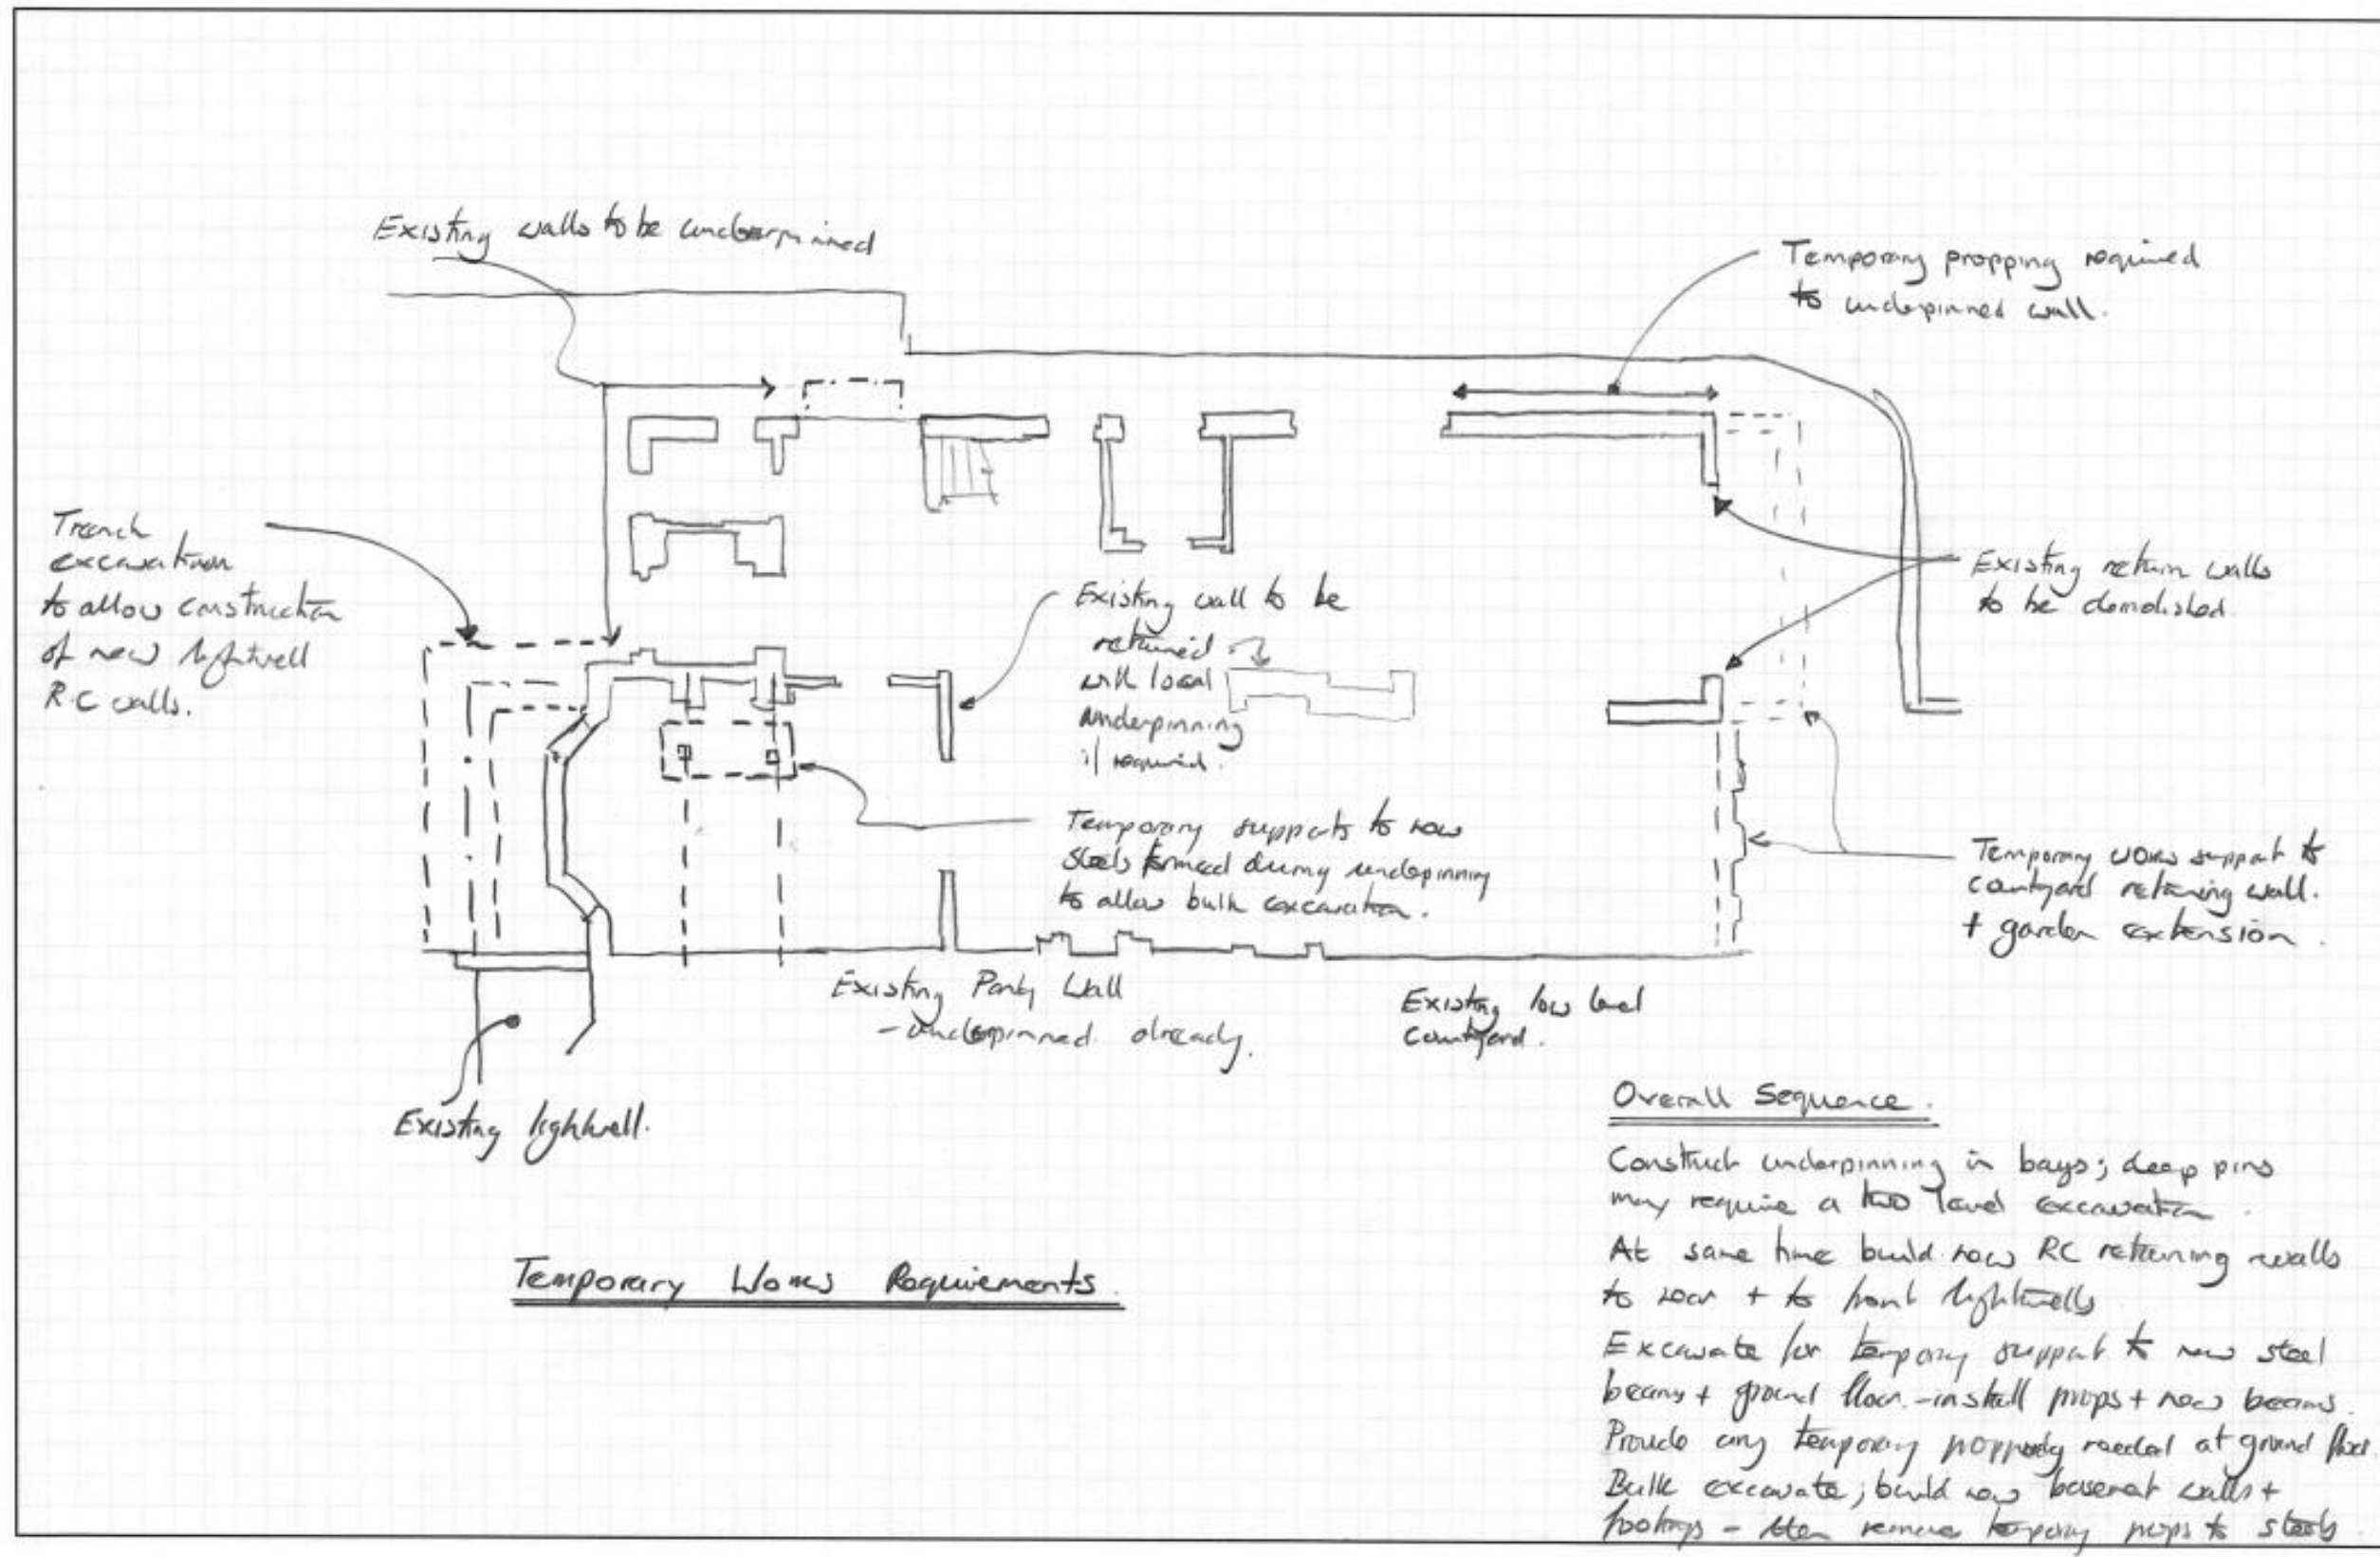 Existing walls to be underpinned
Temporary propping required
to underpinned wall.
Trench
excavation
to allow construction
of new lightwell
R.C walls.
Existing wall to be
retained
with local
underpinning
if required.
Existing return walls
to be demolished.
Temporary supports to new
steels formed during underpinning
to allow bulk excavation.
Temporary works support to
courtyard retaining wall.
+ garden extension.
Existing Party Wall
- underpinned already.
Existing low level
Courtyard.
Existing lightwell.
Temporary Works Requirements.
Overall Sequence.
Construct underpinning in bays; deep pins
may require a two level excavation.
At same time build new RC retaining walls
to rear + to front lightwells
Excavate for temporary support to new steel
beams + ground floor - install props + new beams.
Provide any temporary needed at ground floor.
Bulk excavate; build new basement walls +
footings - then remove temporary props to steels